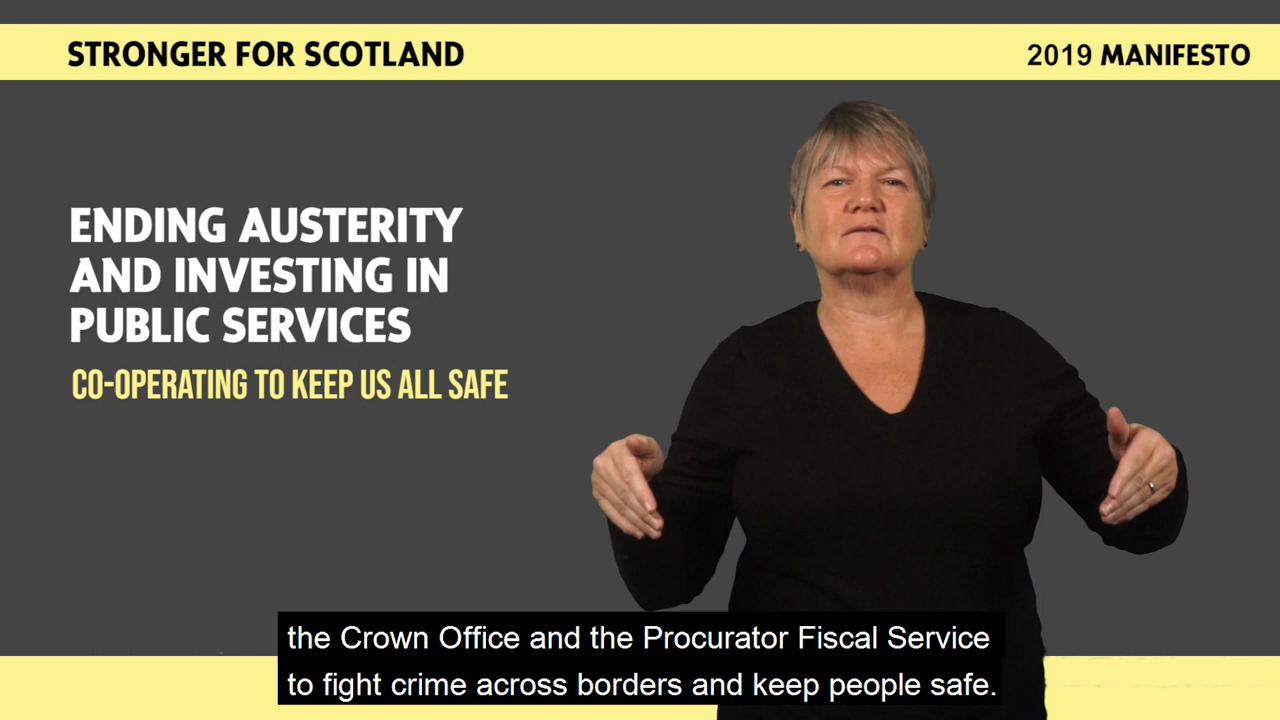 STRONGER FOR SCOTLAND
2019 MANIFESTO
ENDING AUSTERITY
AND INVESTING IN
PUBLIC SERVICES
CO-OPERATING TO KEEP US ALL SAFE
the Crown Office and the Procurator Fiscal Service
to fight crime across borders and keep people safe.